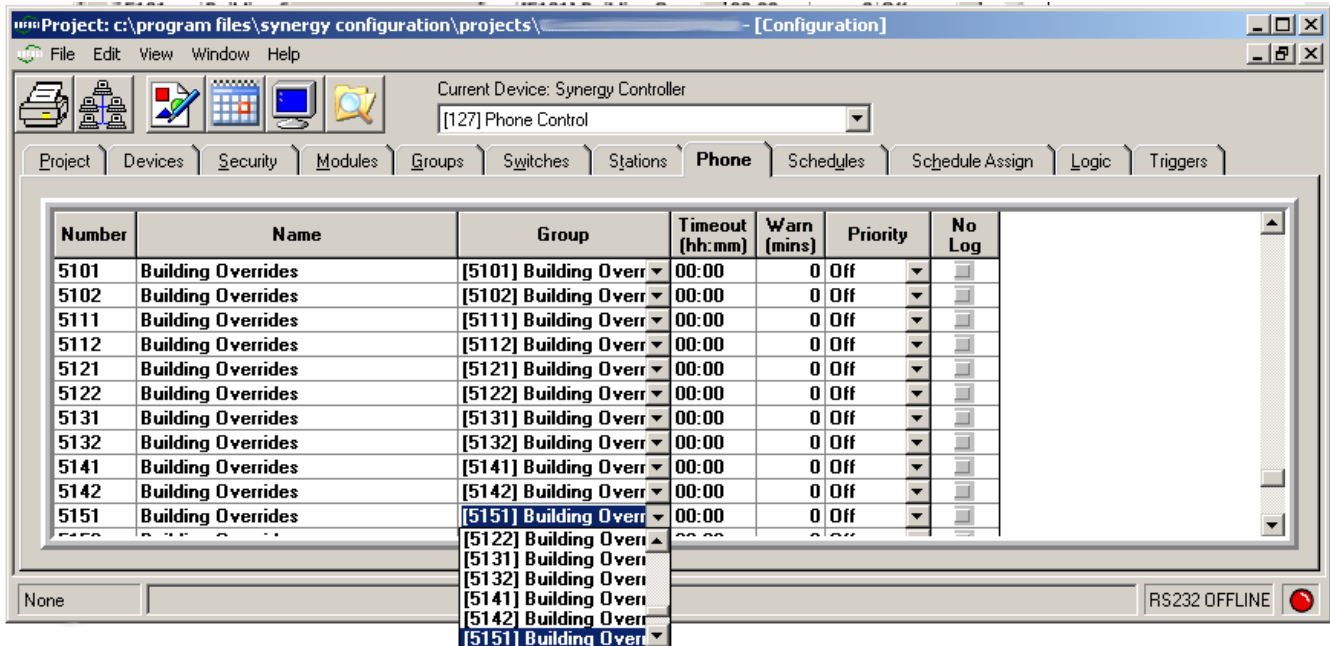 Project: c:\program files\synergy configuration\projects\ - [Configuration]
File Edit View Window Help
Current Device: Synergy Controller
[127] Phone Control
Project Devices Security Modules Groups Switches Stations Phone Schedules Schedule Assign Logic Triggers
Number Name Group Timeout (hh:mm) Warn (mins) Priority No Log
5101 Building Overrides [5101] Building Overr 00:00 0 Off
5102 Building Overrides [5102] Building Overr 00:00 0 Off
5111 Building Overrides [5111] Building Overr 00:00 0 Off
5112 Building Overrides [5112] Building Overr 00:00 0 Off
5121 Building Overrides [5121] Building Overr 00:00 0 Off
5122 Building Overrides [5122] Building Overr 00:00 0 Off
5131 Building Overrides [5131] Building Overr 00:00 0 Off
5132 Building Overrides [5132] Building Overr 00:00 0 Off
5141 Building Overrides [5141] Building Overr 00:00 0 Off
5142 Building Overrides [5142] Building Overr 00:00 0 Off
5151 Building Overrides [5151] Building Overr 00:00 0 Off
[5122] Building Overr
[5131] Building Overr
[5132] Building Overr
[5141] Building Overr
[5142] Building Overr
[5151] Building Overr
None RS232 OFFLINE